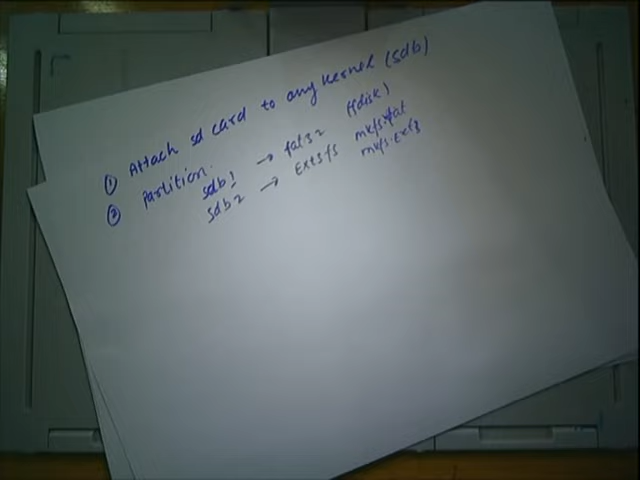 ① Attach sd card to any kernel (sdb)
② Partition. (fdisk)
sdb1 → fat32 mkfs.fat
sdb2 → Ext3fs mkfs.ext3